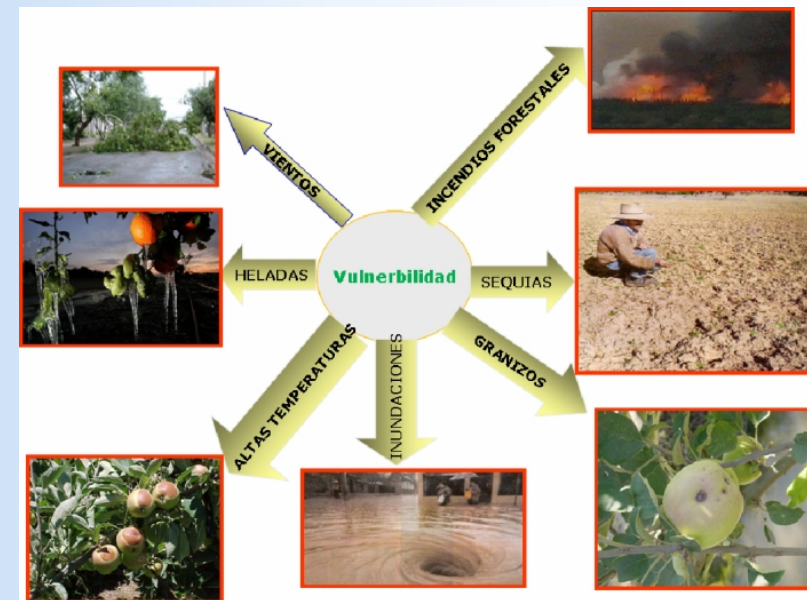 INCENDIOS FORESTALES
VIENTOS
HELADAS
Vulnerbilidad
SEQUIAS
GRANIZOS
ALTAS TEMPERATURAS
INUNDACIONES